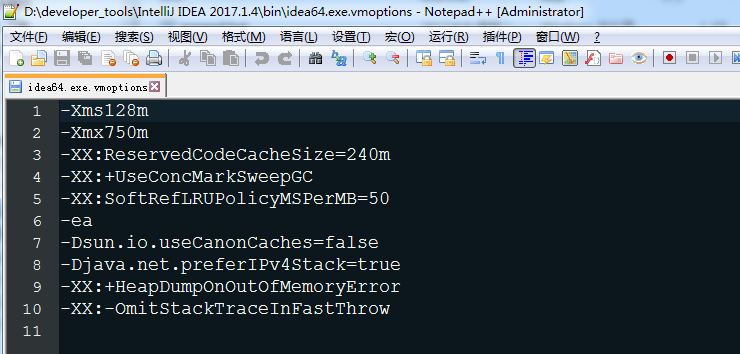 D:\developer_tools\IntelliJ IDEA 2017.1.4\bin\idea64.exe.vmoptions - Notepad++ [Administrator]
文件(F) 编辑(E) 搜索(S) 视图(V) 格式(M) 语言(L) 设置(T) 宏(O) 运行(R) 插件(P) 窗口(W) ?
idea64.exe.vmoptions
1 -Xms128m
2 -Xmx750m
3 -XX:ReservedCodeCacheSize=240m
4 -XX:+UseConcMarkSweepGC
5 -XX:SoftRefLRUPolicyMSPerMB=50
6 -ea
7 -Dsun.io.useCanonCaches=false
8 -Djava.net.preferIPv4Stack=true
9 -XX:+HeapDumpOnOutOfMemoryError
10 -XX:-OmitStackTraceInFastThrow
11